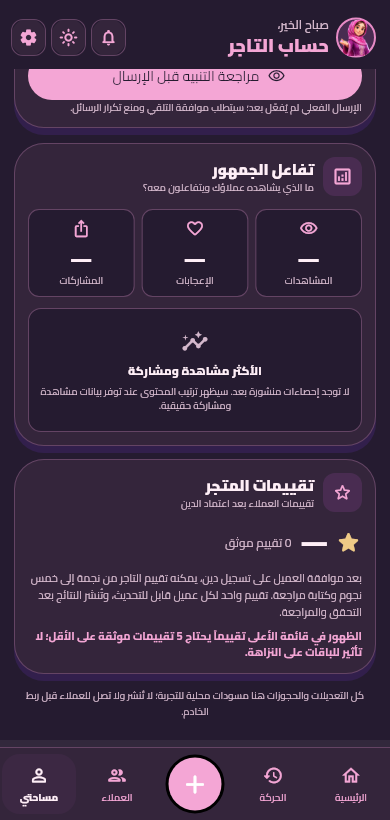 صباح الخير،
حساب التاجر
مراجعة التنبيه قبل الإرسال
الإرسال الفعلي لم يُفعّل بعد؛ سيتطلب موافقة التلقي ومنع تكرار الرسائل.
تفاعل الجمهور
ما الذي يشاهده عملاؤك ويتفاعلون معه؟
المشاهدات
الإعجابات
المشاركات
الأكثر مشاهدة ومشاركة
لا توجد إحصاءات منشورة بعد. سيظهر ترتيب المحتوى عند توفر بيانات مشاهدة
ومشاركة حقيقية.
تقييمات المتجر
تقييمات العملاء بعد اعتماد الدين
0 تقييم موثق
بعد موافقة العميل على تسجيل دين، يمكنه تقييم التاجر من نجمة إلى خمس
نجوم وكتابة مراجعة. تقييم واحد لكل عميل قابل للتحديث، وتُنشر النتائج بعد
التحقق والمراجعة.
الظهور في قائمة الأعلى تقييماً يحتاج 5 تقييمات موثقة على الأقل؛ لا
تأثير للباقات على النزاهة.
كل التعديلات والحجوزات هنا مسودات محلية للتجربة؛ لا تُنشر ولا تصل للعملاء قبل ربط
الخادم.
الرئيسية
الحركة
العملاء
مساحتي